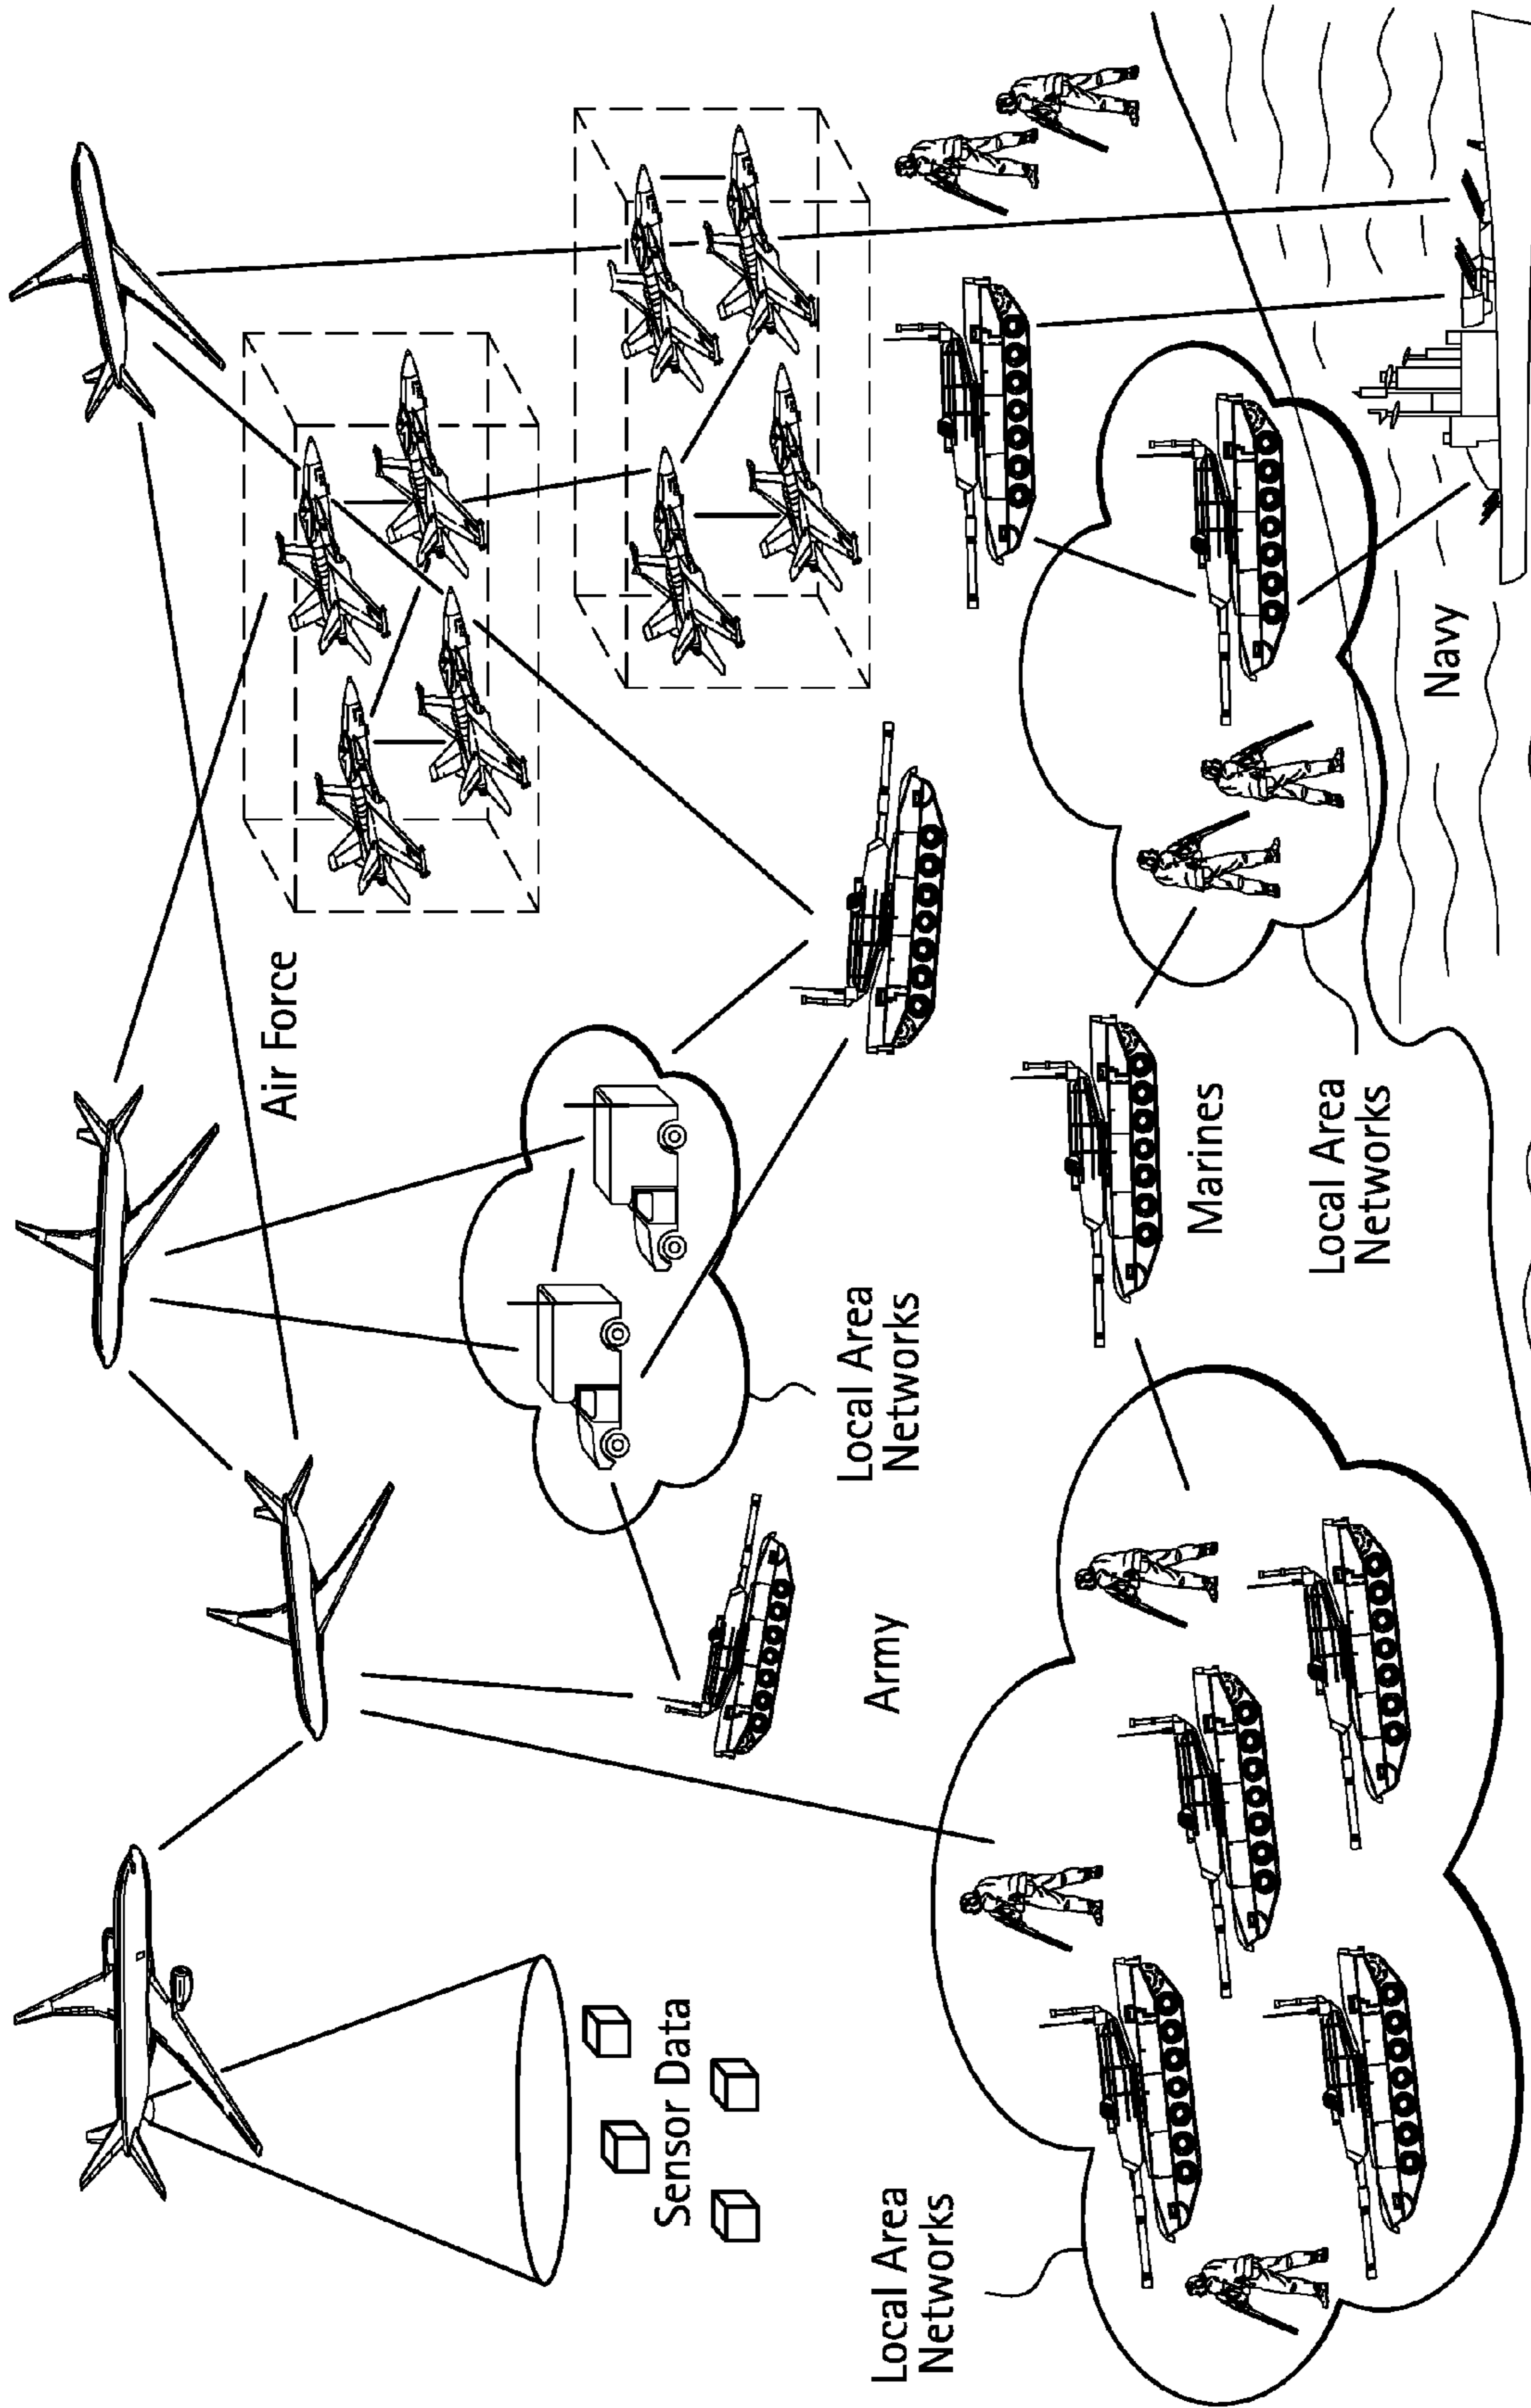 Air Force
Sensor Data
Local Area
Networks
Army
Local Area
Networks
Marines
Local Area
Networks
Navy